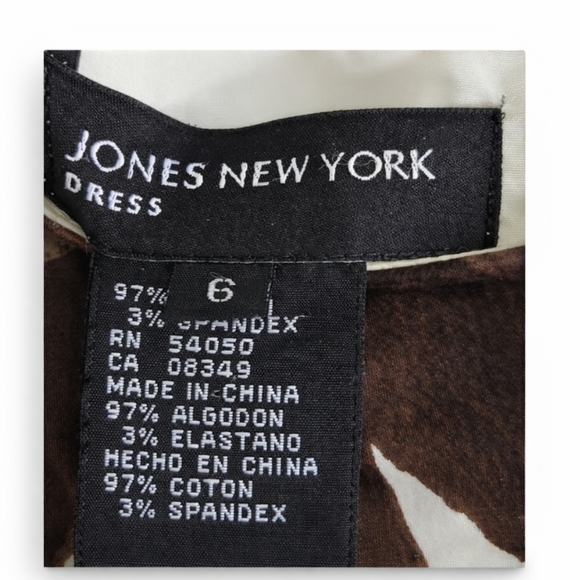 JONES NEW YORK
DRESS
6
97%
3% SPANDEX
RN 54050
CA 08349
MADE IN CHINA
97% ALGODON
3% ELASTANO
HECHO EN CHINA
97% COTON
3% SPANDEX